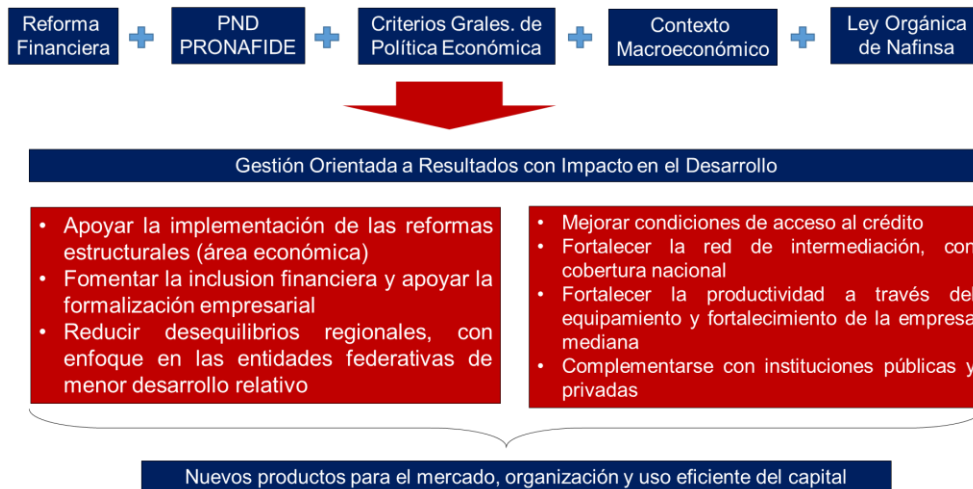 Reforma
Financiera
PND
PRONAFIDE
Criterios Grales. de
Política Económica
Contexto
Macroeconómico
Ley Orgánica
de Nafinsa
Gestión Orientada a Resultados con Impacto en el Desarrollo
• Apoyar la implementación de las reformas
estructurales (área económica)
• Fomentar la inclusion financiera y apoyar la
formalización empresarial
• Reducir desequilibrios regionales, con
enfoque en las entidades federativas de
menor desarrollo relativo
• Mejorar condiciones de acceso al crédito
• Fortalecer la red de intermediación, con
cobertura nacional
• Fortalecer la productividad a través del
equipamiento y fortalecimiento de la empresa
mediana
• Complementarse con instituciones públicas y
privadas
Nuevos productos para el mercado, organización y uso eficiente del capital